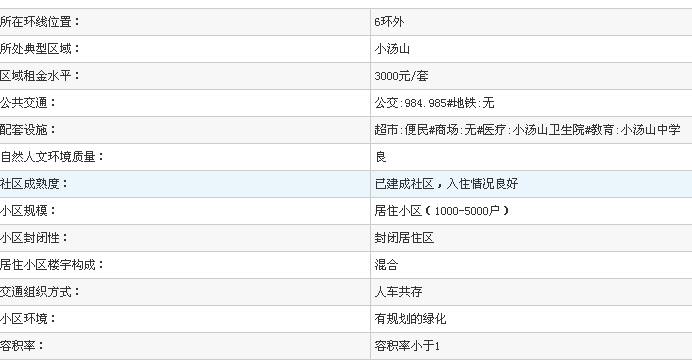 所在环线位置： 6环外
所处典型区域： 小汤山
区域租金水平： 3000元/套
公共交通： 公交:984.985#地铁:无
配套设施： 超市:便民#商场:无#医疗:小汤山卫生院#教育:小汤山中学
自然人文环境质量： 良
社区成熟度： 已建成社区，入住情况良好
小区规模： 居住小区（1000-5000户）
小区封闭性： 封闭居住区
居住小区楼宇构成： 混合
交通组织方式： 人车共存
小区环境： 有规划的绿化
容积率： 容积率小于1